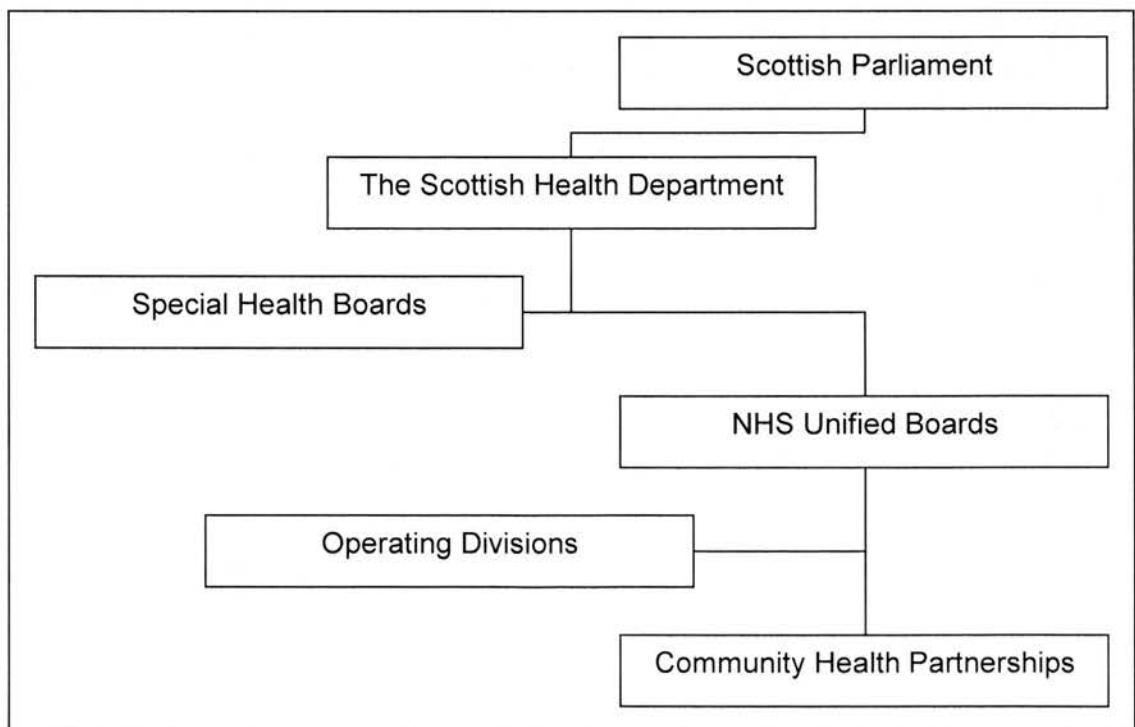 Scottish Parliament
The Scottish Health Department
Special Health Boards
NHS Unified Boards
Operating Divisions
Community Health Partnerships